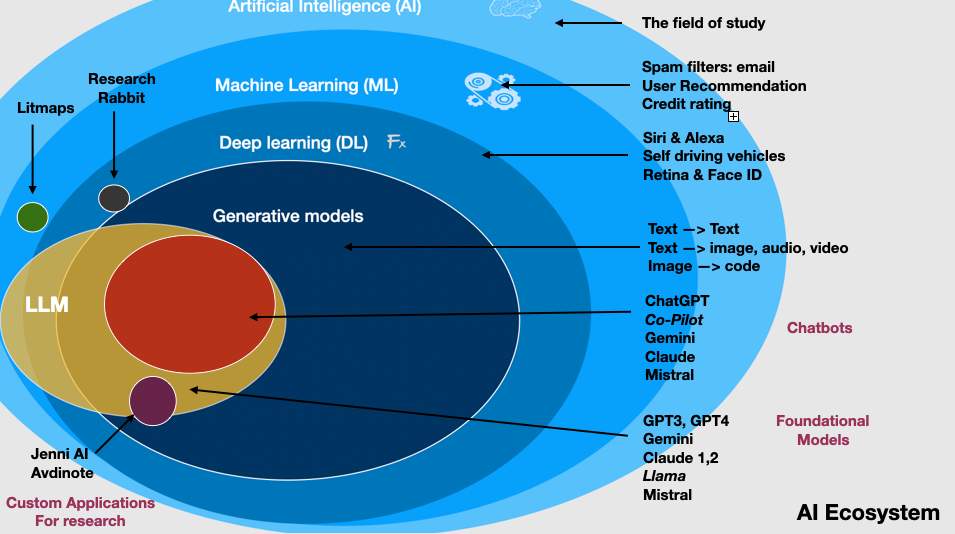 Artificial Intelligence (AI)
The field of study
Machine Learning (ML)
Spam filters: email
User Recommendation
Credit rating
Research
Rabbit
Litmaps
Deep learning (DL)
Fx
Siri & Alexa
Self driving vehicles
Retina & Face ID
Generative models
Text —> Text
Text —> image, audio, video
Image —> code
LLM
ChatGPT
Co-Pilot
Gemini
Claude
Mistral
Chatbots
GPT3, GPT4
Gemini
Claude 1,2
Llama
Mistral
Foundational
Models
Jenni AI
Avdinote
Custom Applications
For research
AI Ecosystem